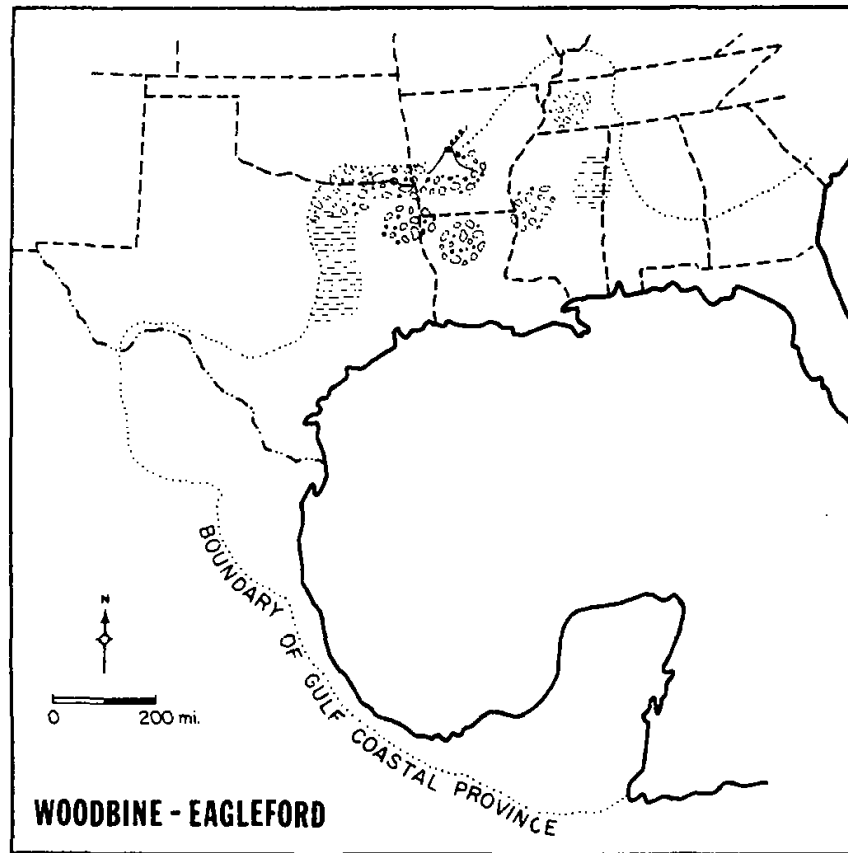 BOUNDARY OF GULF COASTAL PROVINCE
N
0 200 mi.
WOODBINE - EAGLEFORD